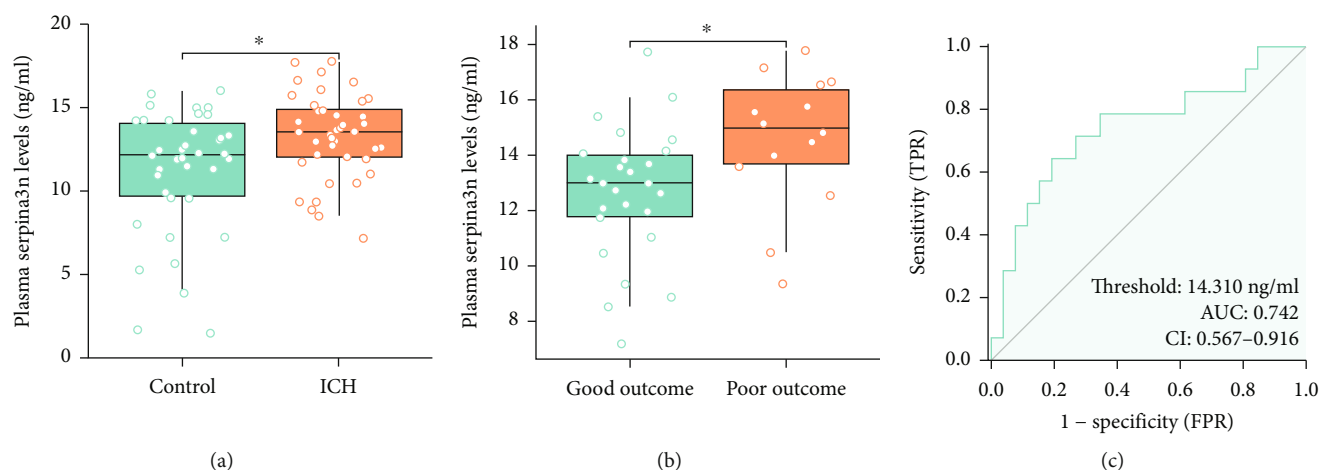 20
15
10
5
0
Plasma serpina3n levels (ng/ml)
*
Control
ICH
(a)
18
16
14
12
10
8
Plasma serpina3n levels (ng/ml)
*
Good outcome
Poor outcome
(b)
1.0
0.8
0.6
0.4
0.2
0.0
Sensitivity (TPR)
Threshold: 14.310 ng/ml
AUC: 0.742
CI: 0.567–0.916
0.0 0.2 0.4 0.6 0.8 1.0
1 − specificity (FPR)
(c)